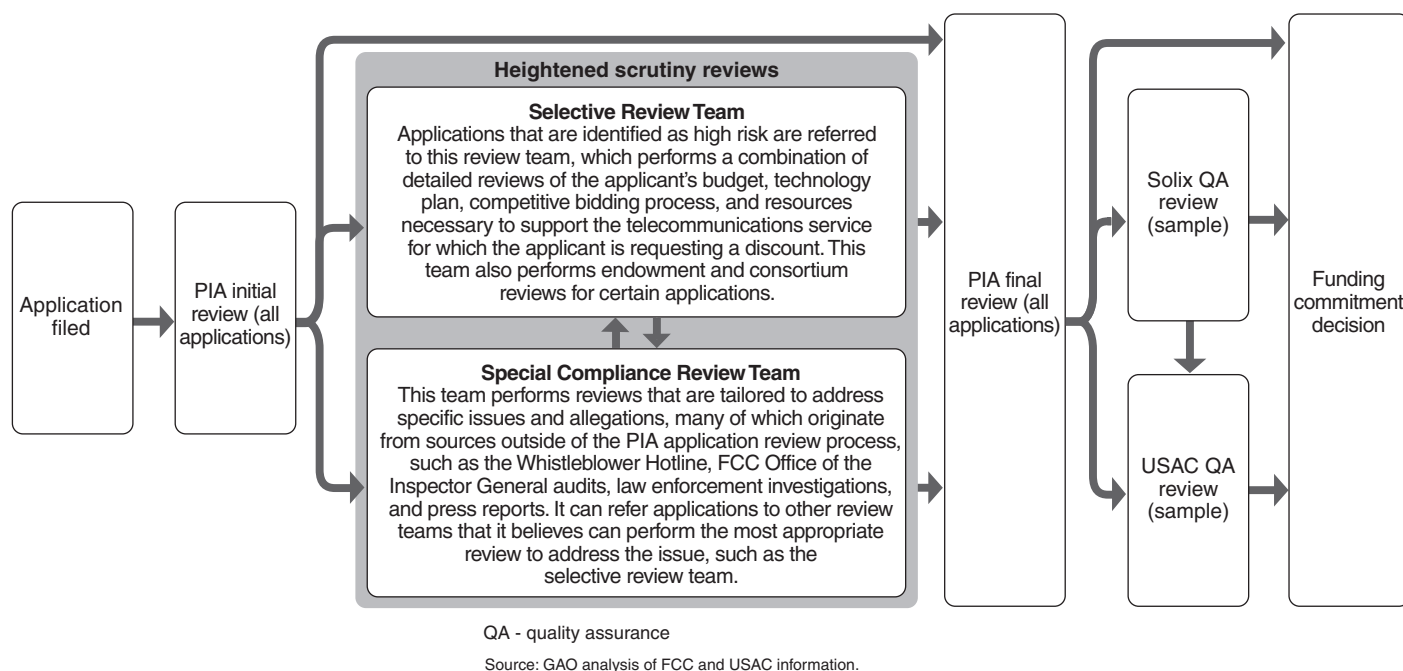 Application
filed
PIA initial
review (all
applications)
Heightened scrutiny reviews
Selective Review Team
Applications that are identified as high risk are referred
to this review team, which performs a combination of
detailed reviews of the applicant's budget, technology
plan, competitive bidding process, and resources
necessary to support the telecommunications service
for which the applicant is requesting a discount. This
team also performs endowment and consortium
reviews for certain applications.
Special Compliance Review Team
This team performs reviews that are tailored to address
specific issues and allegations, many of which originate
from sources outside of the PIA application review process,
such as the Whistleblower Hotline, FCC Office of the
Inspector General audits, law enforcement investigations,
and press reports. It can refer applications to other review
teams that it believes can perform the most appropriate
review to address the issue, such as the
selective review team.
PIA final
review (all
applications)
Solix QA
review
(sample)
USAC QA
review
(sample)
Funding
commitment
decision
QA - quality assurance
Source: GAO analysis of FCC and USAC information.